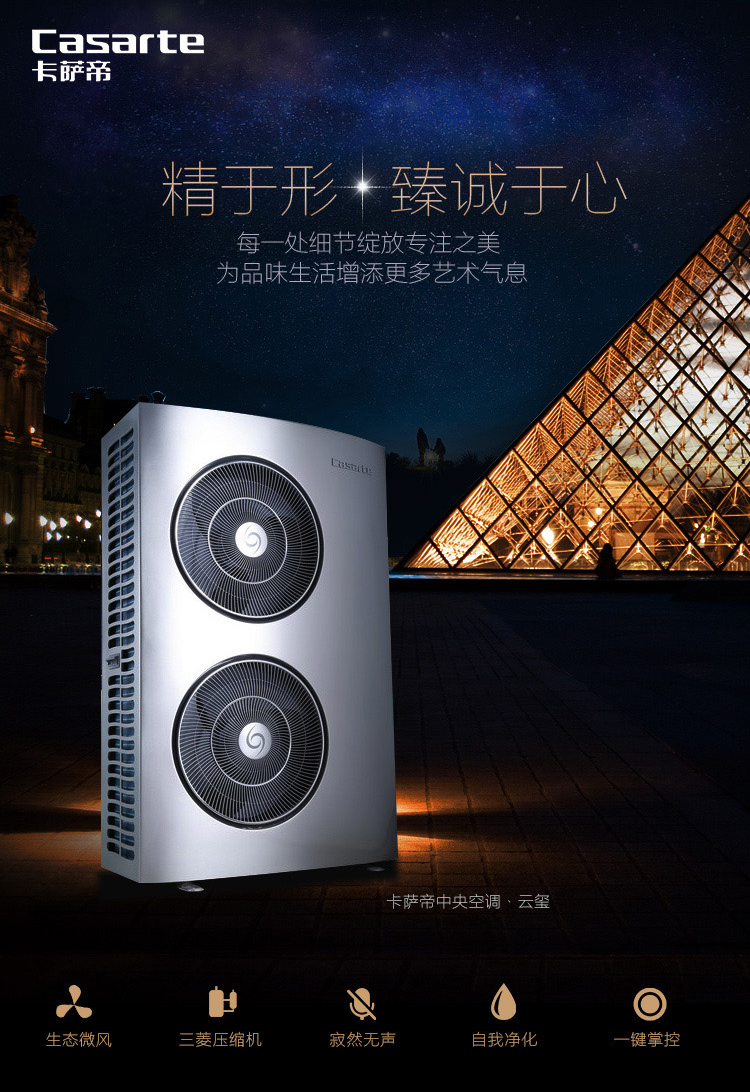 Casarte
卡萨帝
精于形 臻诚于心
每一处细节绽放专注之美
为品味生活增添更多艺术气息
Casarte
卡萨帝中央空调、云玺
生态微风
三菱压缩机
寂然无声
自我净化
一键掌控